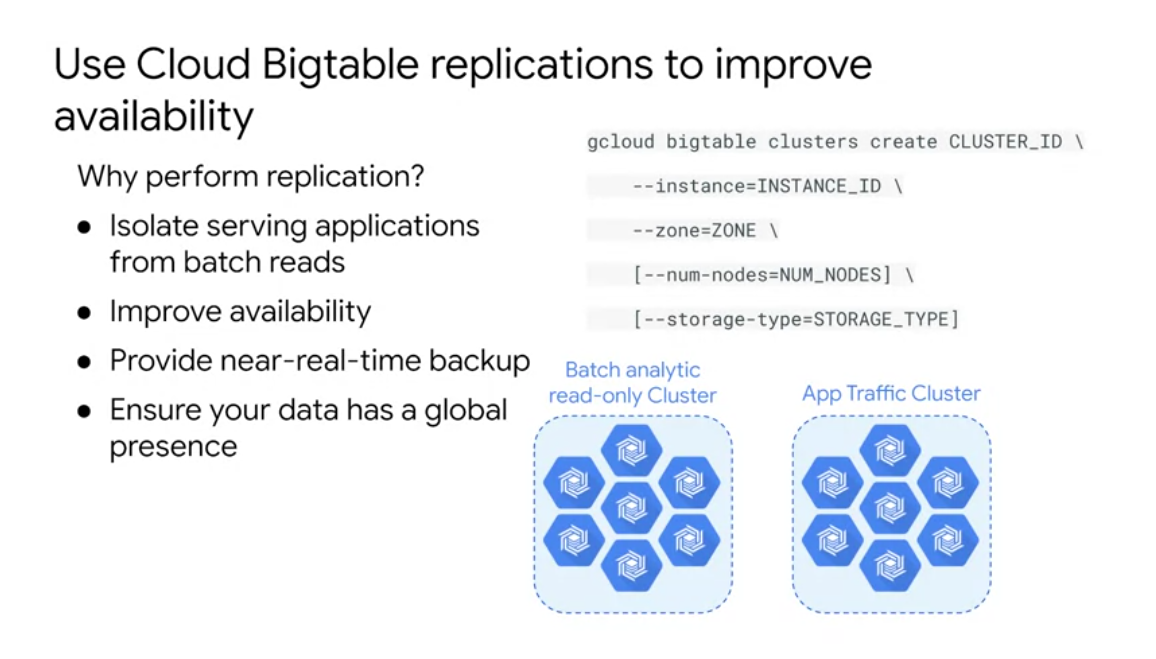 Use Cloud Bigtable replications to improve
availability
Why perform replication?
● Isolate serving applications
from batch reads
● Improve availability
● Provide near-real-time backup
● Ensure your data has a global
presence
gcloud bigtable clusters create CLUSTER_ID \
--instance=INSTANCE_ID \
--zone=ZONE \
[--num-nodes=NUM_NODES] \
[--storage-type=STORAGE_TYPE]
Batch analytic
read-only Cluster
App Traffic Cluster